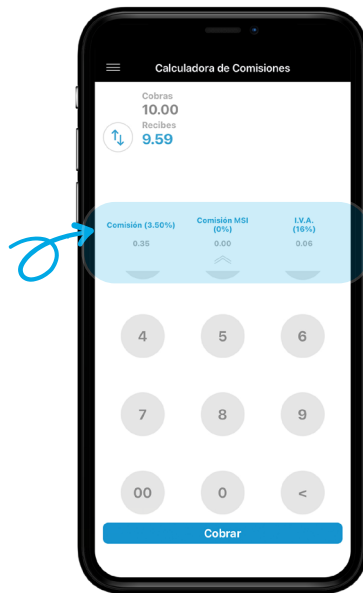 Calculadora de Comisiones
Cobras
10.00
Recibes
9.59
Comisión (3.50%)
0.35
Comisión MSI
(0%)
0.00
I.V.A.
(16%)
0.06
4 5 6
7 8 9
00 0 <
Cobrar